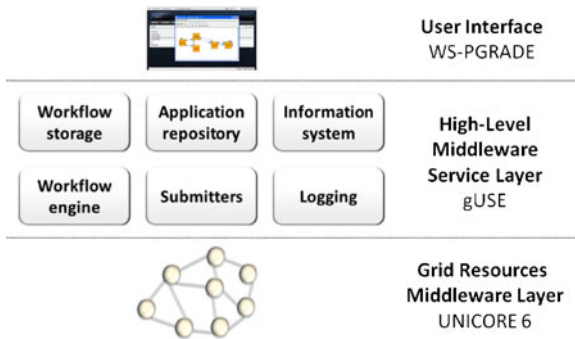 User Interface
WS-PGRADE
Workflow storage
Application repository
Information system
High-Level
Middleware
Service Layer
gUSE
Workflow engine
Submitters
Logging
Grid Resources
Middleware Layer
UNICORE 6